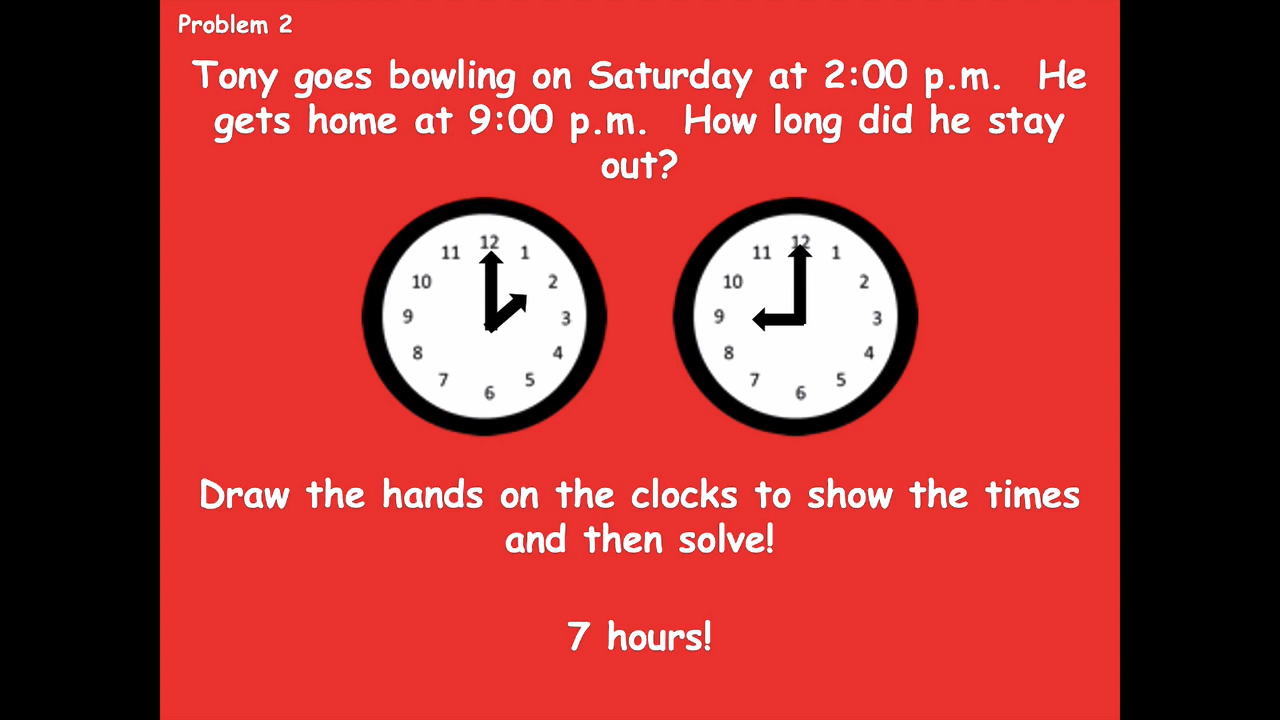 Problem 2
Tony goes bowling on Saturday at 2:00 p.m. He
gets home at 9:00 p.m. How long did he stay
out?
12
11 1
10 2
9 3
8 4
7 5
6
12
11 1
10 2
9 3
8 4
7 5
6
Draw the hands on the clocks to show the times
and then solve!
7 hours!